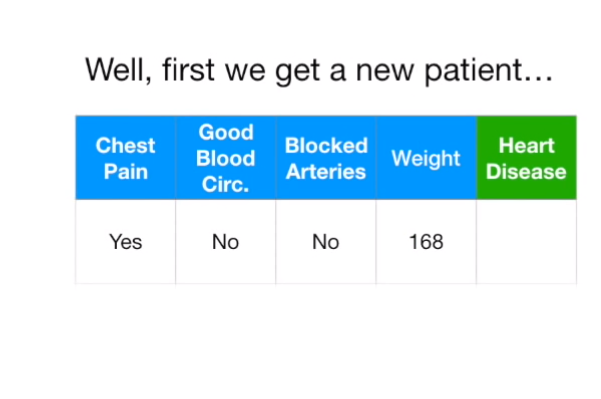 Well, first we get a new patient…
Chest Pain
Good Blood Circ.
Blocked Arteries
Weight
Heart Disease
Yes
No
No
168